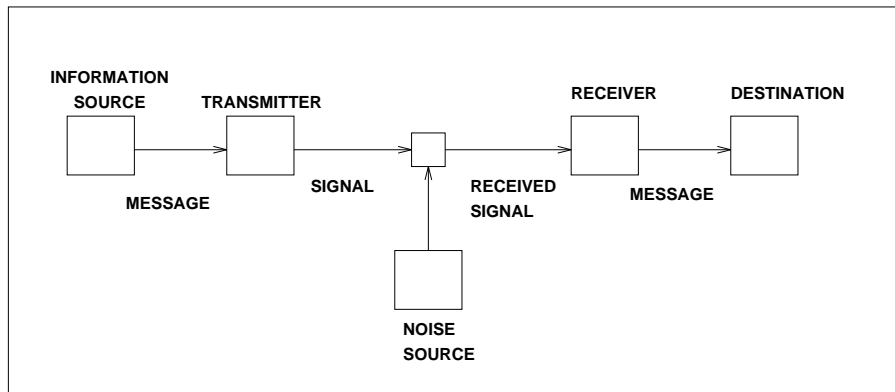 INFORMATION
SOURCE
TRANSMITTER
RECEIVER
DESTINATION
MESSAGE
SIGNAL
RECEIVED
SIGNAL
MESSAGE
NOISE
SOURCE